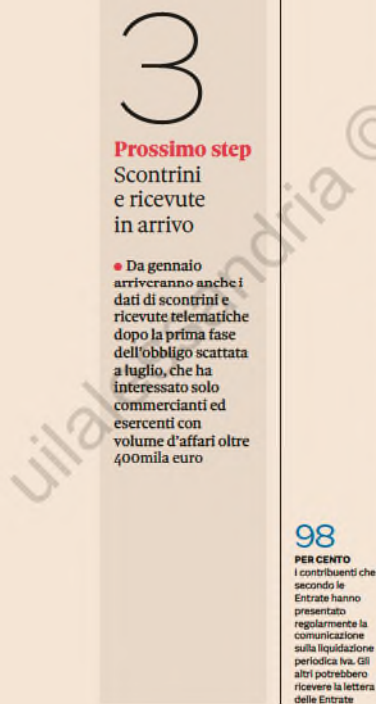 3
Prossimo step
Scontrini
e ricevute
in arrivo
● Da gennaio
arriveranno anche i
dati di scontrini e
ricevute telematiche
dopo la prima fase
dell'obbligo scattata
a luglio, che ha
interessato solo
commercianti ed
esercenti con
volume d'affari oltre
400mila euro
98
PER CENTO
I contribuenti che
secondo le
Entrate hanno
presentato
regolarmente la
comunicazione
sulla liquidazione
periodica Iva. Gli
altri potrebbero
ricevere la lettera
delle Entrate
uilalessandria ©